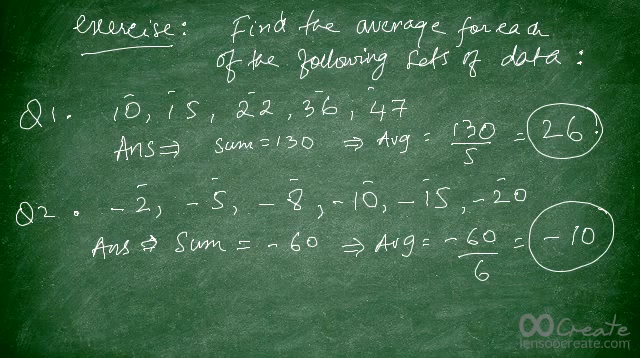 exercise: Find the average for each
of the following sets of data:
Q1. 10, 15, 22, 36, 47
Ans ⇒ sum = 130 ⇒ Avg = 130/5 = 26
Q2. -2, -5, -8, -10, -15, -20
Ans ⇒ Sum = -60 ⇒ Avg = -60/6 = -10
Create
lensoocreate.com